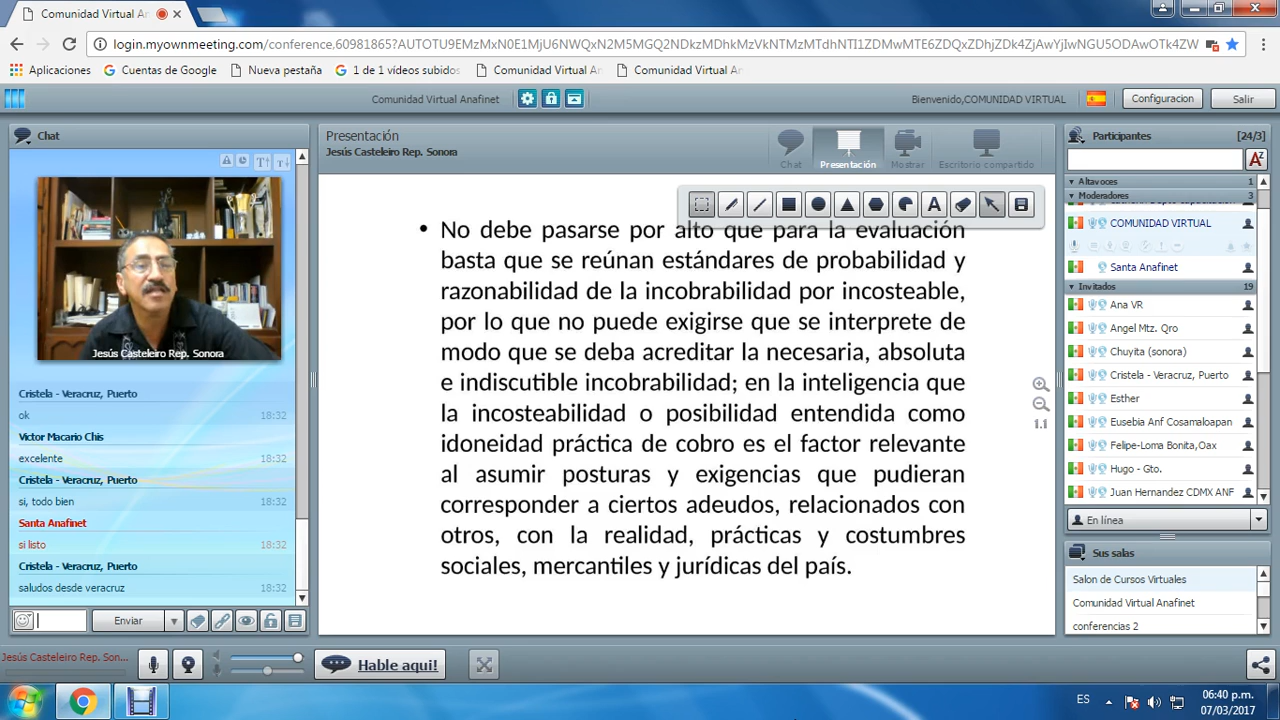 Comunidad Virtual An
login.myownmeeting.com/conference,60981865?AUTOTU9EMzMxN0E1MjU6NWQxN2M5MGQ2NDkzMDhkMzVkNTMzMTdhNTI1ZDMwMTE6ZDQxZDhjZDk4ZjAwYjIwNGU5ODAwOTk4ZW
Aplicaciones
Cuentas de Google
Nueva pestaña
1 de 1 vídeos subidos
Comunidad Virtual An
Comunidad Virtual An
Comunidad Virtual Anafinet
Bienvenido,COMUNIDAD VIRTUAL
Configuracion
Salir
Chat
Jesús Casteleiro Rep. Sonora
Cristela - Veracruz, Puerto
ok 18:32
Victor Macario Chis
excelente 18:32
Cristela - Veracruz, Puerto
si, todo bien 18:32
Santa Anafinet
si listo 18:32
Cristela - Veracruz, Puerto
saludos desde veracruz 18:32
Enviar
Jesús Casteleiro Rep. Son...
Hable aqui!
Presentación
Jesús Casteleiro Rep. Sonora
Chat
Presentación
Mostrar
Escritorio compartido
• No debe pasarse por alto que para la evaluación
basta que se reúnan estándares de probabilidad y
razonabilidad de la incobrabilidad por incosteable,
por lo que no puede exigirse que se interprete de
modo que se deba acreditar la necesaria, absoluta
e indiscutible incobrabilidad; en la inteligencia que
la incosteabilidad o posibilidad entendida como
idoneidad práctica de cobro es el factor relevante
al asumir posturas y exigencias que pudieran
corresponder a ciertos adeudos, relacionados con
otros, con la realidad, prácticas y costumbres
sociales, mercantiles y jurídicas del país.
1.1
Participantes [24/3]
Altavoces 1
Moderadores 3
COMUNIDAD VIRTUAL
Santa Anafinet
Invitados 19
Ana VR
Angel Mtz. Qro
Chuyita (sonora)
Cristela - Veracruz, Puerto
Esther
Eusebia Anf Cosamaloapan
Felipe-Loma Bonita,Oax
Hugo - Gto.
Juan Hernandez CDMX ANF
En línea
Sus salas
Salon de Cursos Virtuales
Comunidad Virtual Anafinet
conferencias 2
ES
06:40 p.m.
07/03/2017